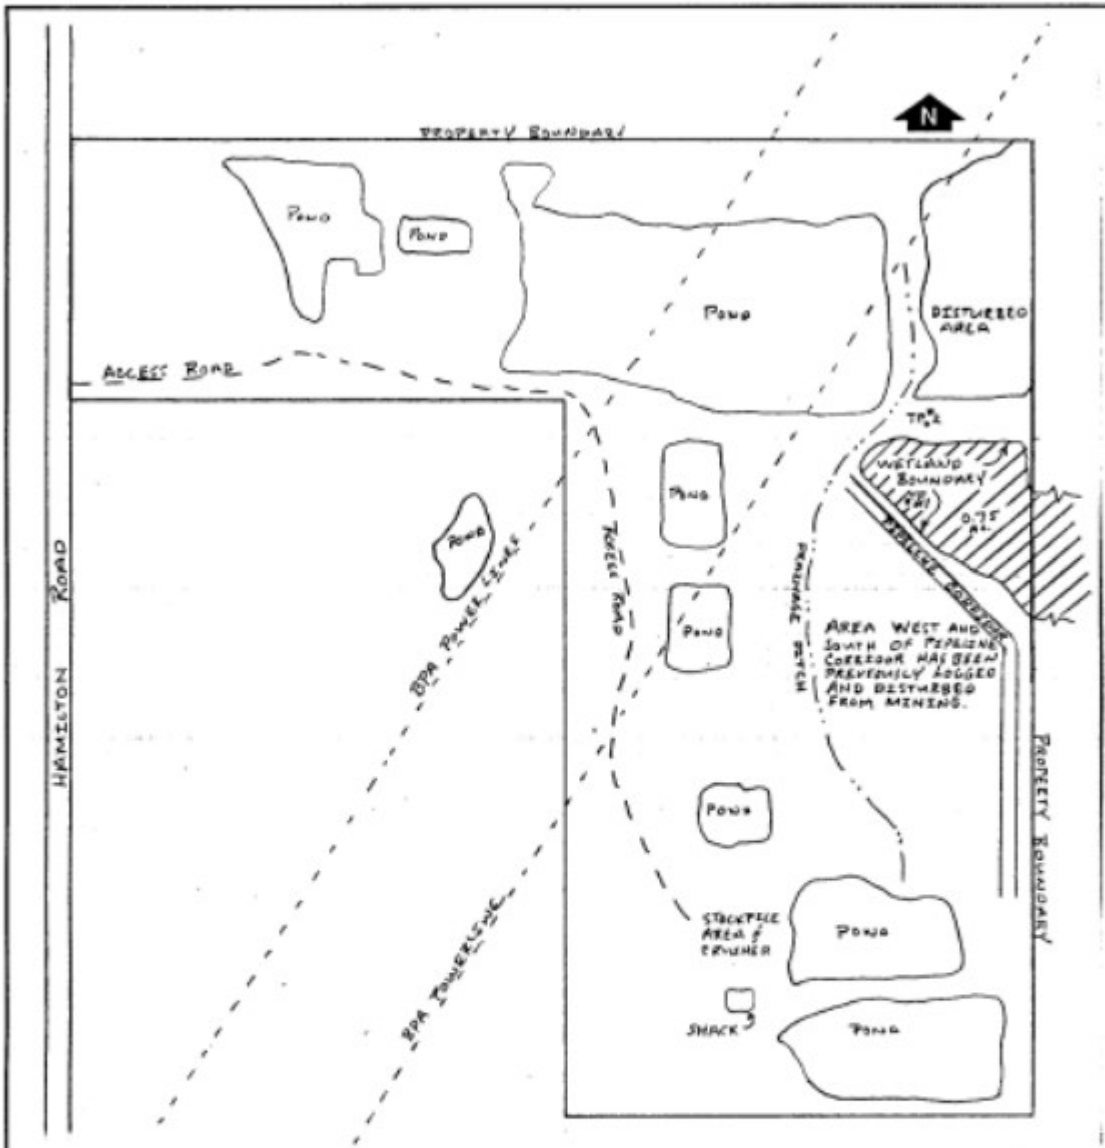 N
PROPERTY BOUNDARY
POND
POND
POND
DISTURBED
AREA
ACCESS ROAD
TP#2
WETLAND
BOUNDARY
0.75
AC.
POND
POND
HAMILTON ROAD
BPA POWER LINES
ACCESS ROAD
DRAINAGE DITCH
PIPELINE CORRIDOR
POND
AREA WEST AND
SOUTH OF PIPELINE
CORRIDOR HAS BEEN
PREVIOUSLY LOGGED
AND DISTURBED
FROM MINING.
PROPERTY BOUNDARY
POND
BPA POWERLINE
STOCKPILE
AREA &
CRUSHER
POND
SHACK
POND